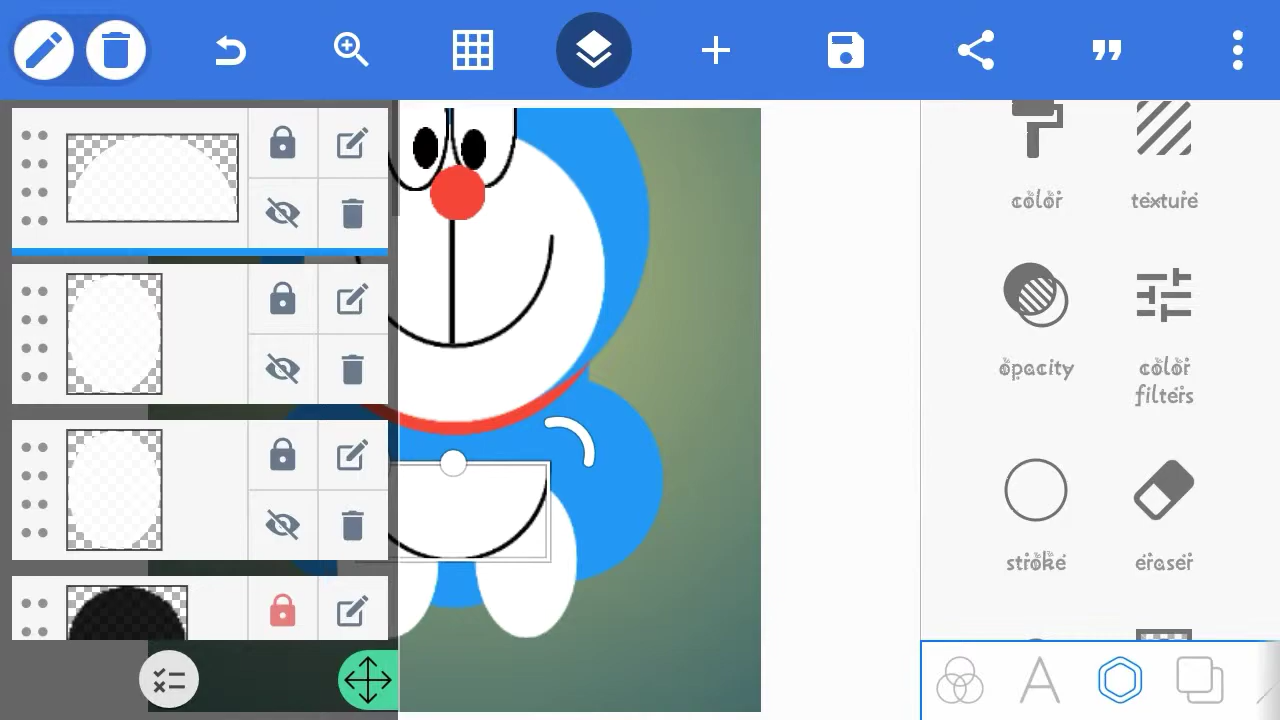 color
texture
opacity
color
filters
stroke
eraser